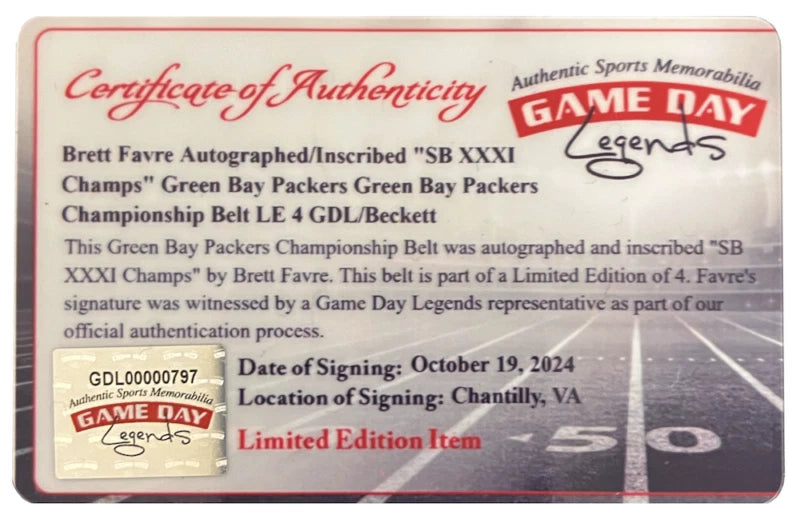 Certificate of Authenticity
Authentic Sports Memorabilia
GAME DAY
Legends
Brett Favre Autographed/Inscribed "SB XXXI
Champs" Green Bay Packers Green Bay Packers
Championship Belt LE 4 GDL/Beckett
This Green Bay Packers Championship Belt was autographed and inscribed "SB
XXXI Champs" by Brett Favre. This belt is part of a Limited Edition of 4. Favre's
signature was witnessed by a Game Day Legends representative as part of our
official authentication process.
GDL00000797
Authentic Sports Memorabilia
GAME DAY
Legends
Date of Signing: October 19, 2024
Location of Signing: Chantilly, VA
Limited Edition Item
50